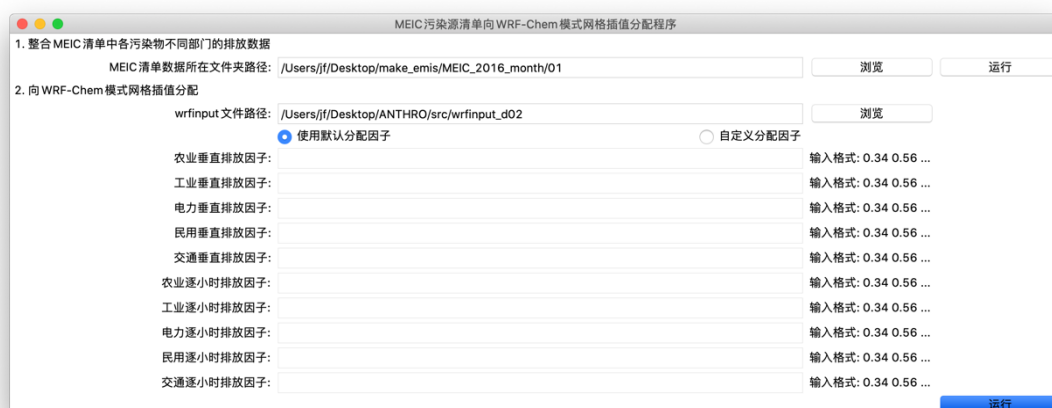 MEIC污染源清单向WRF-Chem模式网格插值分配程序
1. 整合MEIC清单中各污染物不同部门的排放数据
MEIC清单数据所在文件夹路径: /Users/jf/Desktop/make_emis/MEIC_2016_month/01 浏览 运行
2. 向WRF-Chem模式网格插值分配
wrfinput文件路径: /Users/jf/Desktop/ANTHRO/src/wrfinput_d02 浏览
使用默认分配因子 自定义分配因子
农业垂直排放因子: 输入格式: 0.34 0.56 ...
工业垂直排放因子: 输入格式: 0.34 0.56 ...
电力垂直排放因子: 输入格式: 0.34 0.56 ...
民用垂直排放因子: 输入格式: 0.34 0.56 ...
交通垂直排放因子: 输入格式: 0.34 0.56 ...
农业逐小时排放因子: 输入格式: 0.34 0.56 ...
工业逐小时排放因子: 输入格式: 0.34 0.56 ...
电力逐小时排放因子: 输入格式: 0.34 0.56 ...
民用逐小时排放因子: 输入格式: 0.34 0.56 ...
交通逐小时排放因子: 输入格式: 0.34 0.56 ...
运行